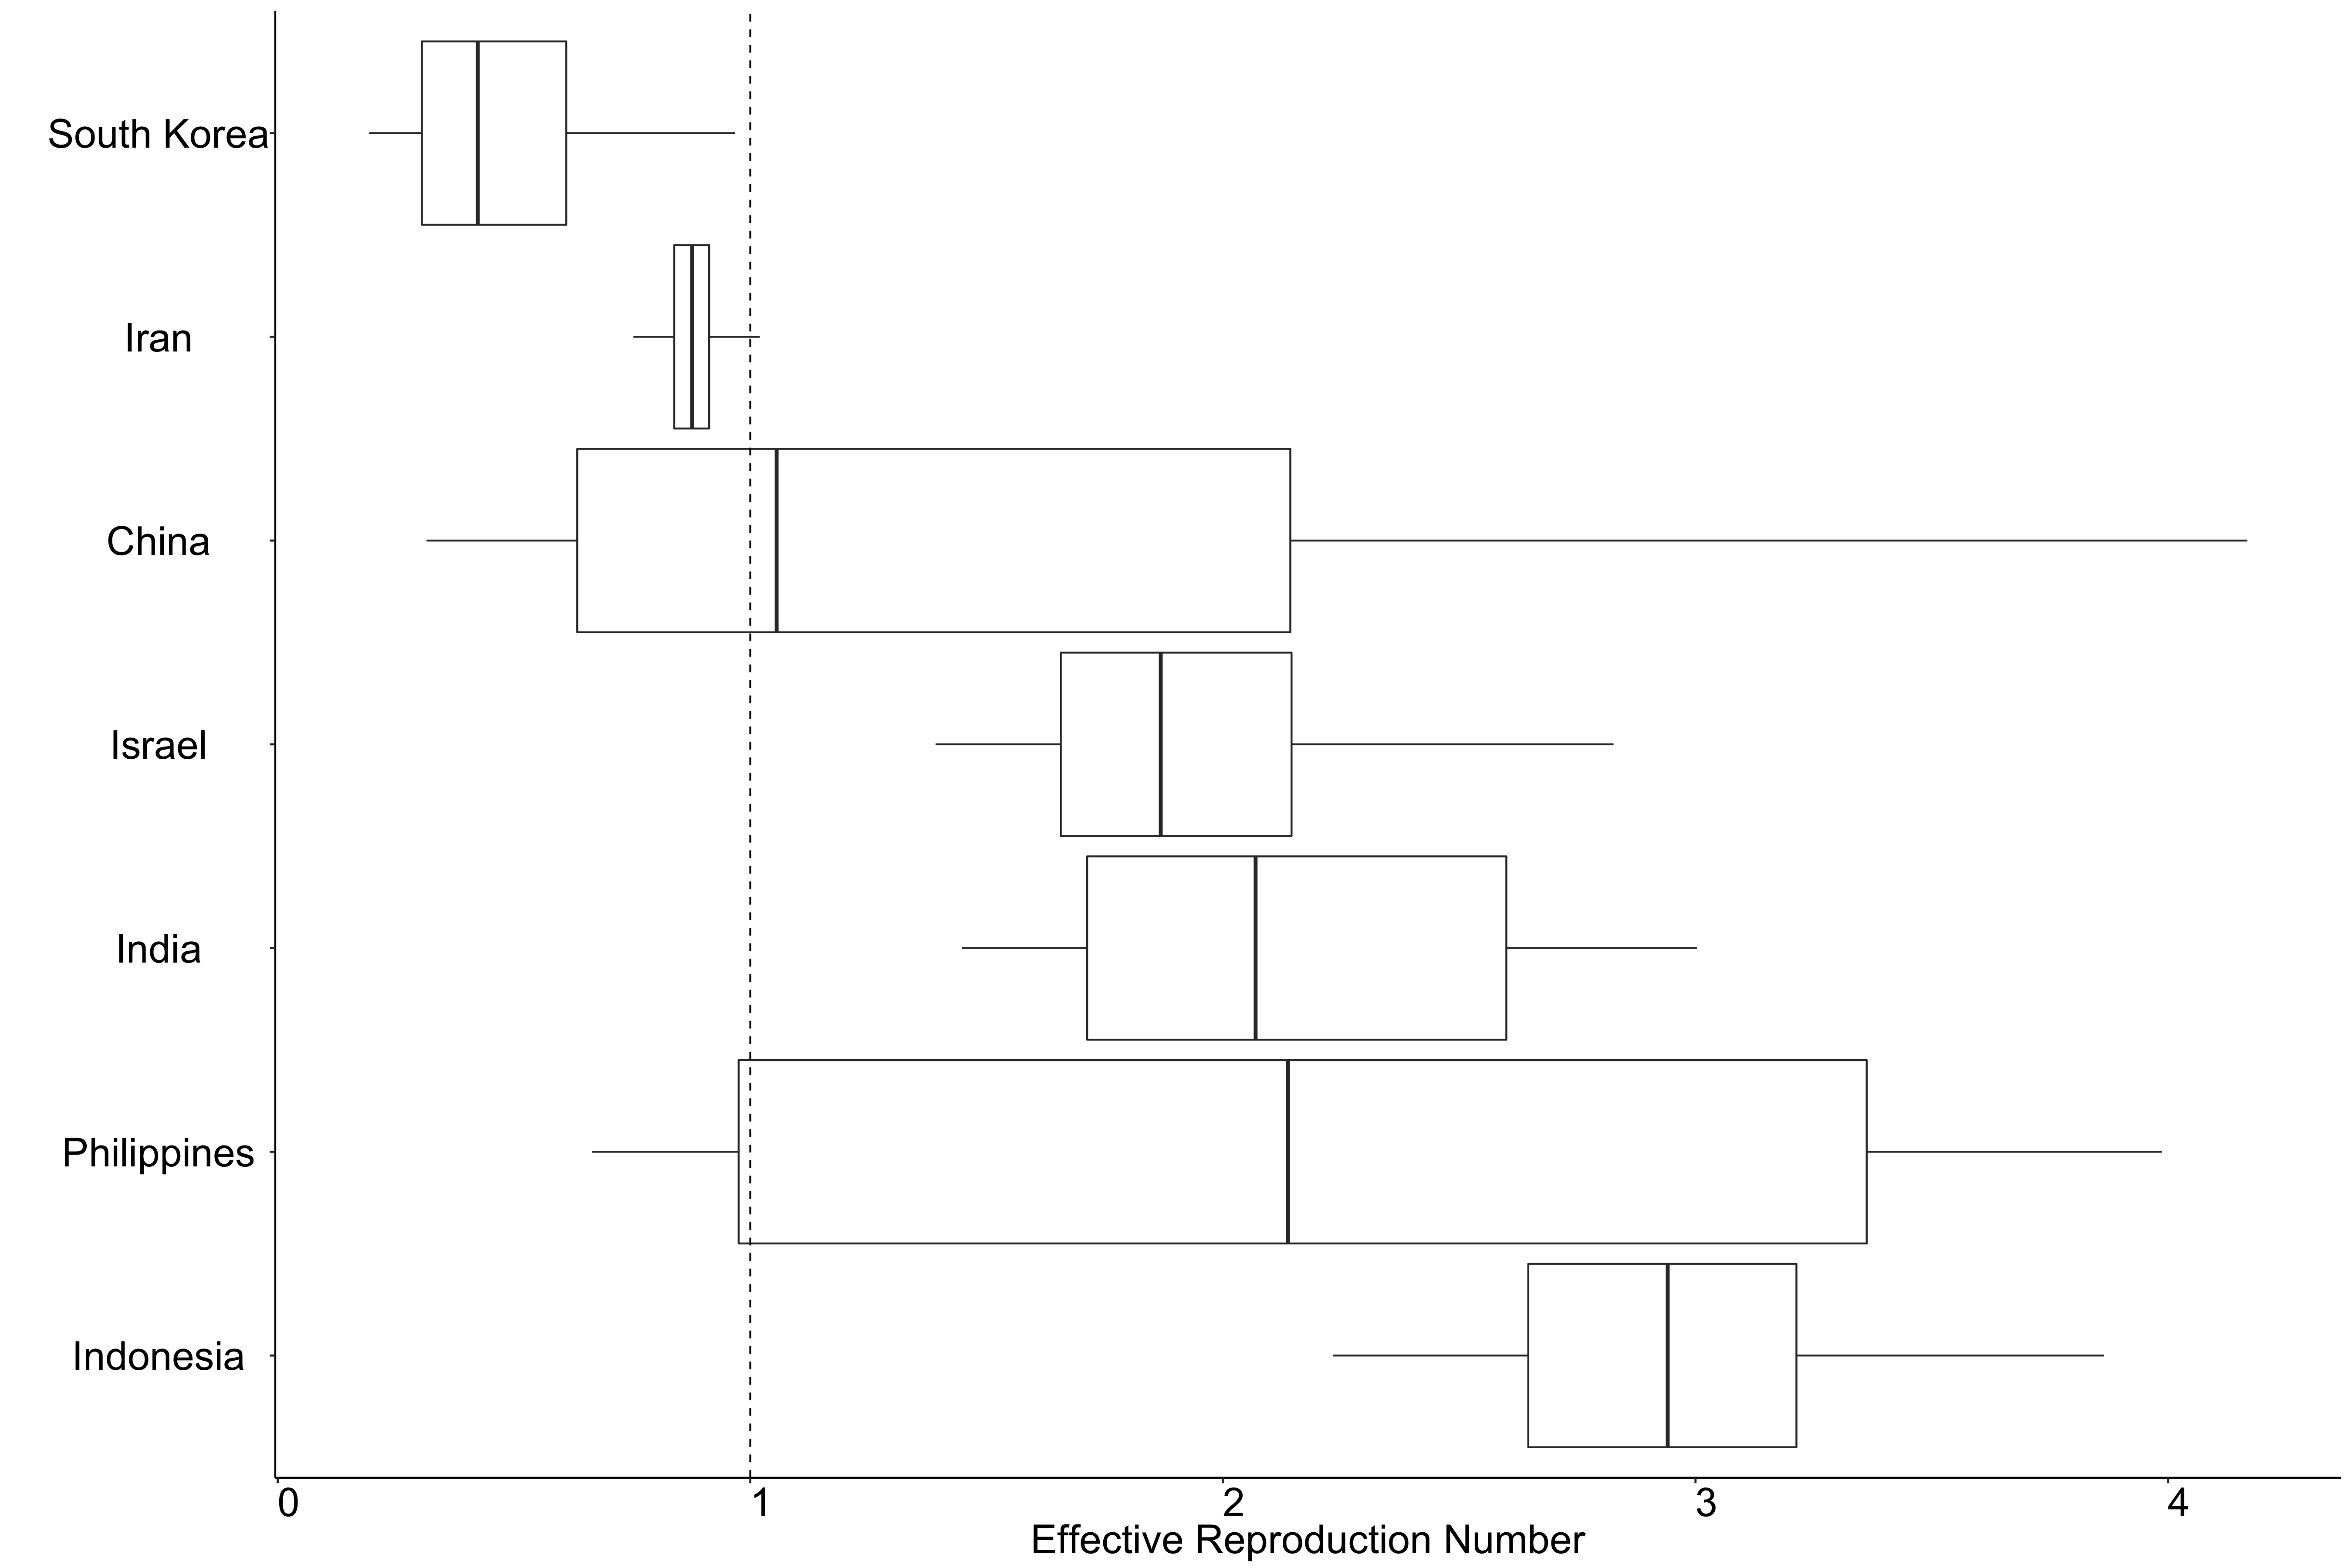 South Korea
Iran
China
Israel
India
Philippines
Indonesia
0 1 2 3 4
Effective Reproduction Number